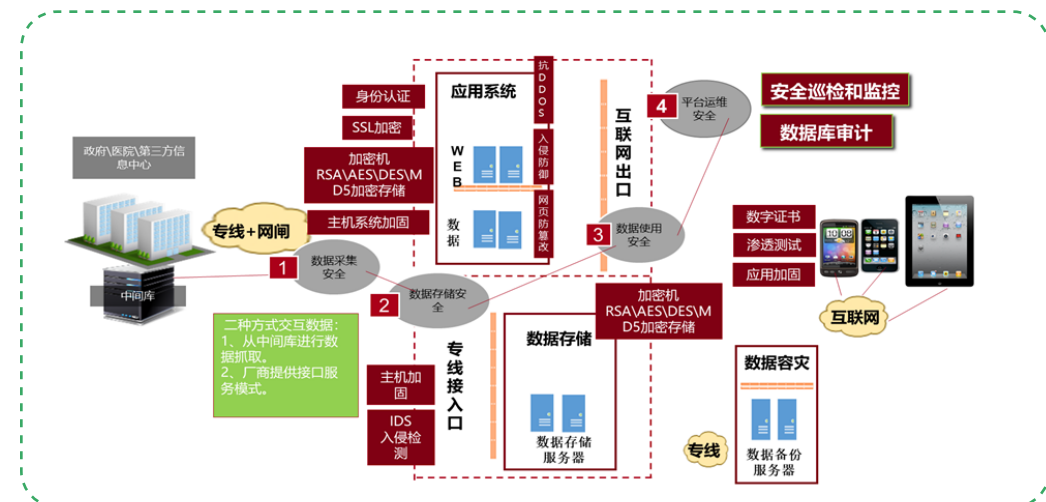 政府\医院\第三方信
息中心
中间库
专线+网闸
二种方式交互数据：
1、从中间库进行数
据抓取。
2、厂商提供接口服
务模式。
身份认证
SSL加密
加密机
RSA\AES\DES\M
D5加密存储
主机系统加固
1
数据采集
安全
2
数据存储安
全
主机加
固
IDS
入侵检
测
应用系统
WEB
数据
抗DDOS
入侵防御
网页防篡改
互联网出口
3
数据使用
安全
4
平台运维
安全
专线接入口
数据存储
数据存储
服务器
加密机
RSA\AES\DES\M
D5加密存储
安全巡检和监控
数据库审计
数字证书
渗透测试
应用加固
互联网
专线
数据容灾
数据备份
服务器